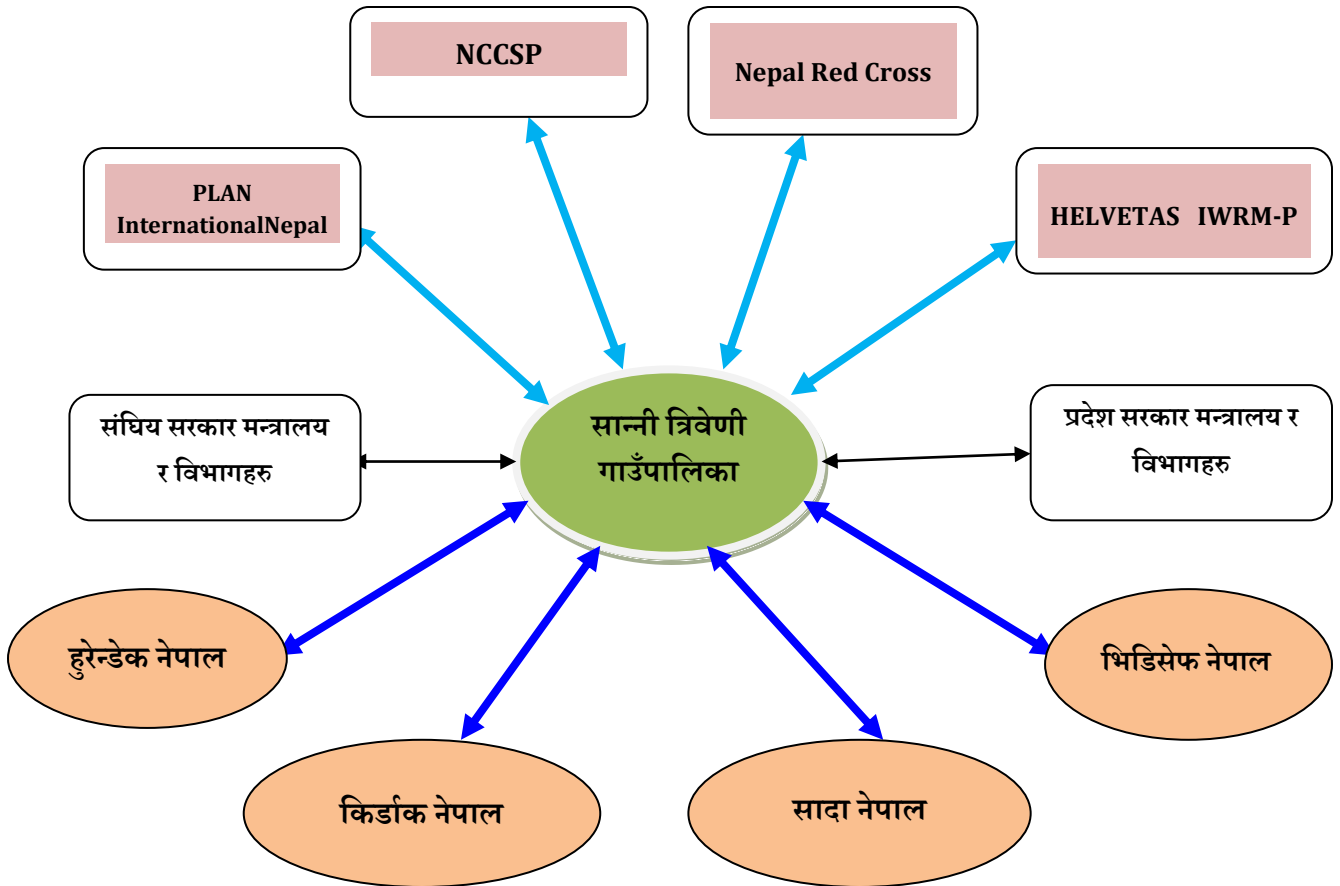 NCCSP
Nepal Red Cross
PLAN
InternationalNepal
HELVETAS IWRM-P
सान्नी त्रिवेणी
गाउँपालिका
संघिय सरकार मन्त्रालय
र विभागहरु
प्रदेश सरकार मन्त्रालय र
विभागहरु
हुरेन्डेक नेपाल
भिडिसेफ नेपाल
किर्डाक नेपाल
सादा नेपाल